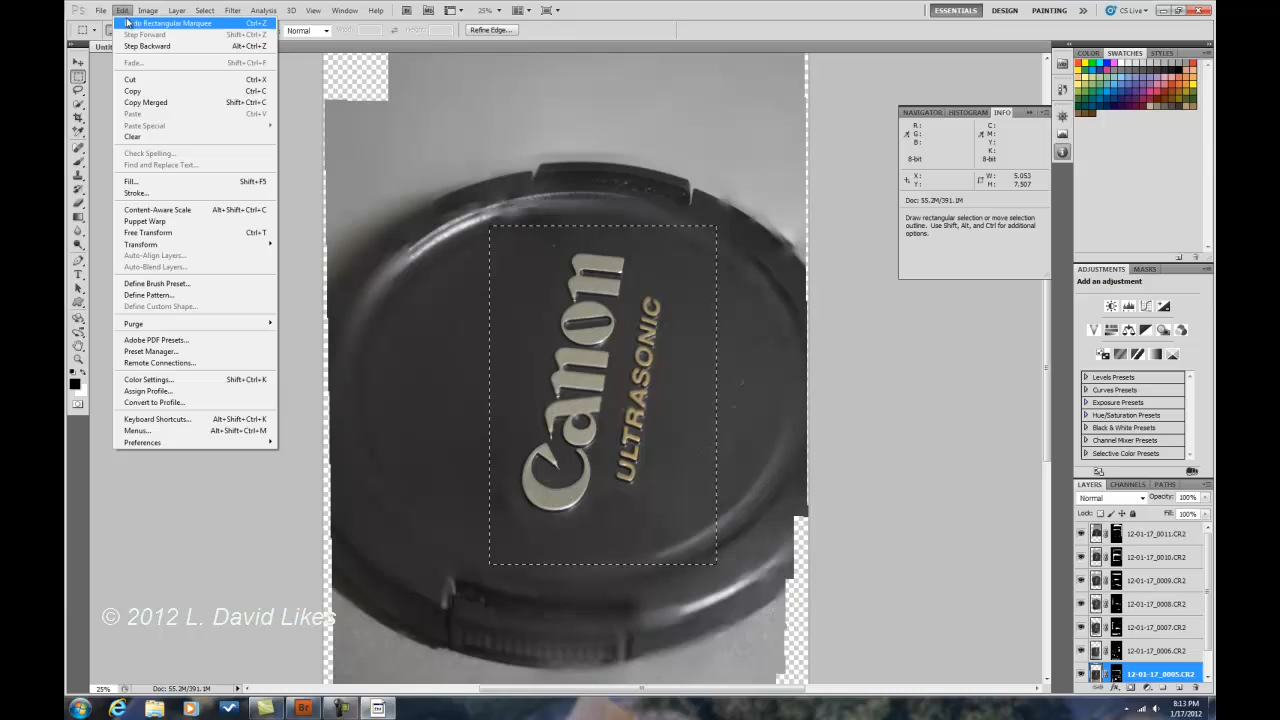 Ps File Edit Image Layer Select Filter Analysis 3D View Window Help Br Mb 25% ESSENTIALS DESIGN PAINTING CS Live
Normal Refine Edge...
do Rectangular Marquee Ctrl+Z
Step Forward Shift+Ctrl+Z
Step Backward Alt+Ctrl+Z
Fade... Shift+Ctrl+F
Cut Ctrl+X
Copy Ctrl+C
Copy Merged Shift+Ctrl+C
Paste Ctrl+V
Paste Special
Clear
Check Spelling...
Find and Replace Text...
Fill... Shift+F5
Stroke...
Content-Aware Scale Alt+Shift+Ctrl+C
Puppet Warp
Free Transform Ctrl+T
Transform
Auto-Align Layers...
Auto-Blend Layers...
Define Brush Preset...
Define Pattern...
Define Custom Shape...
Purge
Adobe PDF Presets...
Preset Manager...
Remote Connections...
Color Settings... Shift+Ctrl+K
Assign Profile...
Convert to Profile...
Keyboard Shortcuts... Alt+Shift+Ctrl+K
Menus... Alt+Shift+Ctrl+M
Preferences
Canon
ULTRASONIC
© 2012 L. David Likes
25% Doc: 55.2M/391.1M
NAVIGATOR HISTOGRAM INFO
R: C:
G: M:
B: Y:
K:
8-bit 8-bit
X: W: 5.053
Y: H: 7.507
Doc: 55.2M/391.1M
Draw rectangular selection or move selection
outline. Use Shift, Alt, and Ctrl for additional
options.
COLOR SWATCHES STYLES
ADJUSTMENTS MASKS
Add an adjustment
Levels Presets
Curves Presets
Exposure Presets
Hue/Saturation Presets
Black & White Presets
Channel Mixer Presets
Selective Color Presets
LAYERS CHANNELS PATHS
Normal Opacity: 100%
Lock: Fill: 100%
12-01-17_0011.CR2
12-01-17_0010.CR2
12-01-17_0009.CR2
12-01-17_0008.CR2
12-01-17_0007.CR2
12-01-17_0006.CR2
12-01-17_0005.CR2
Br
8:13 PM
1/17/2012